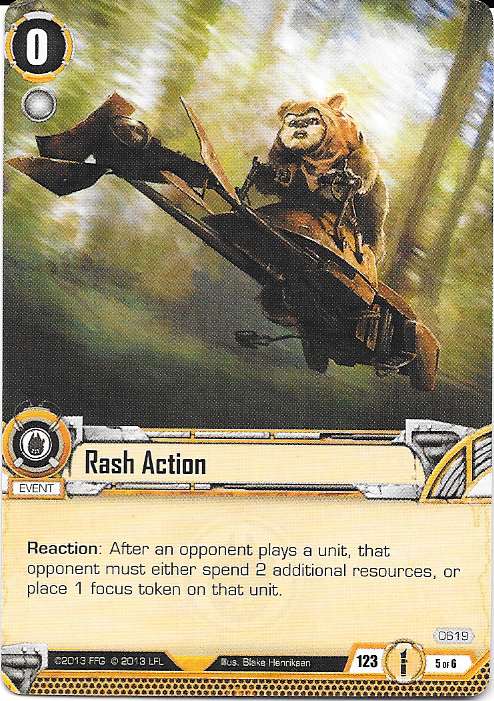 0
Rash Action
EVENT
Reaction: After an opponent plays a unit, that
opponent must either spend 2 additional resources, or
place 1 focus token on that unit.
0619
©2013 FFG © 2013 LFL Illus. Blake Henriksen 123 5 OF 6